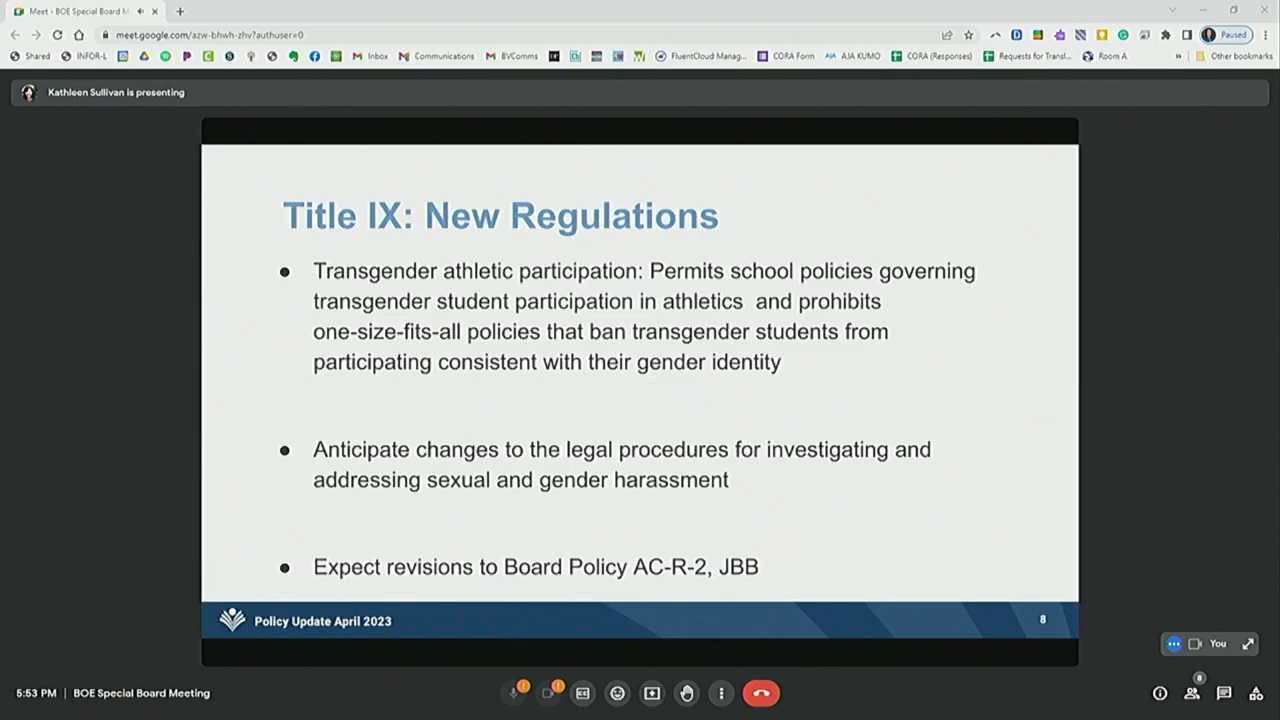 Meet - BOE Special Board M
meet.google.com/azw-bhwh-zhv?authuser=0
Paused
Shared
INFOR-L
Inbox
Communications
BVComms
FluentCloud Manag...
CORA Form
AJA KUMO
CORA (Responses)
Requests for Transl...
Room A
Other bookmarks
Kathleen Sullivan is presenting
Title IX: New Regulations
● Transgender athletic participation: Permits school policies governing
transgender student participation in athletics and prohibits
one-size-fits-all policies that ban transgender students from
participating consistent with their gender identity
● Anticipate changes to the legal procedures for investigating and
addressing sexual and gender harassment
● Expect revisions to Board Policy AC-R-2, JBB
Policy Update April 2023
8
You
5:53 PM | BOE Special Board Meeting
8